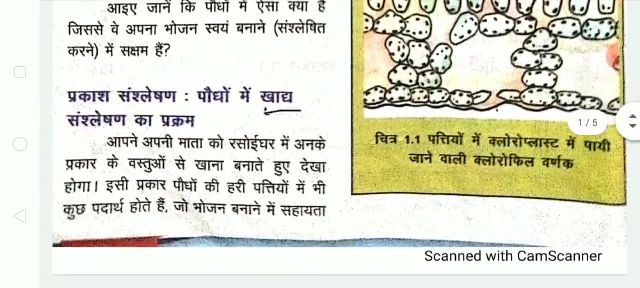 आइए जानें कि पौधों में ऐसा क्या है
जिससे वे अपना भोजन स्वयं बनाने (संश्लेषित
करने) में सक्षम हैं?
प्रकाश संश्लेषण : पौधों में खाद्य
संश्लेषण का प्रक्रम
आपने अपनी माता को रसोईघर में अनके
प्रकार के वस्तुओं से खाना बनाते हुए देखा
होगा। इसी प्रकार पौधों की हरी पत्तियों में भी
कुछ पदार्थ होते हैं, जो भोजन बनाने में सहायता
1 / 5
चित्र 1.1 पत्तियों में क्लोरोप्लास्ट में पायी
जाने वाली क्लोरोफिल वर्णक
Scanned with CamScanner